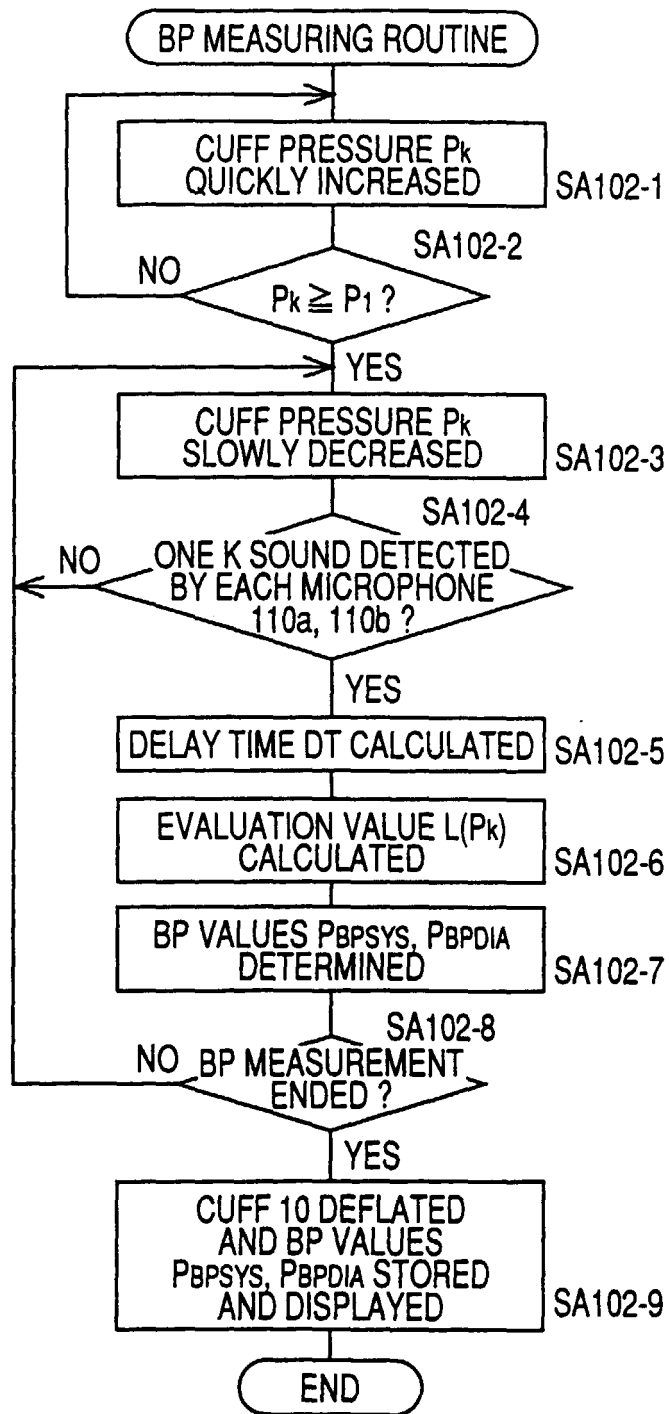 BP MEASURING ROUTINE
CUFF PRESSURE Pk
QUICKLY INCREASED
SA102-1
SA102-2
NO
Pk ≧ P1 ?
YES
CUFF PRESSURE Pk
SLOWLY DECREASED
SA102-3
SA102-4
NO
ONE K SOUND DETECTED
BY EACH MICROPHONE
110a, 110b ?
YES
DELAY TIME DT CALCULATED
SA102-5
EVALUATION VALUE L(Pk)
CALCULATED
SA102-6
BP VALUES PBPSYS, PBPDIA
DETERMINED
SA102-7
SA102-8
NO
BP MEASUREMENT
ENDED ?
YES
CUFF 10 DEFLATED
AND BP VALUES
PBPSYS, PBPDIA STORED
AND DISPLAYED
SA102-9
END